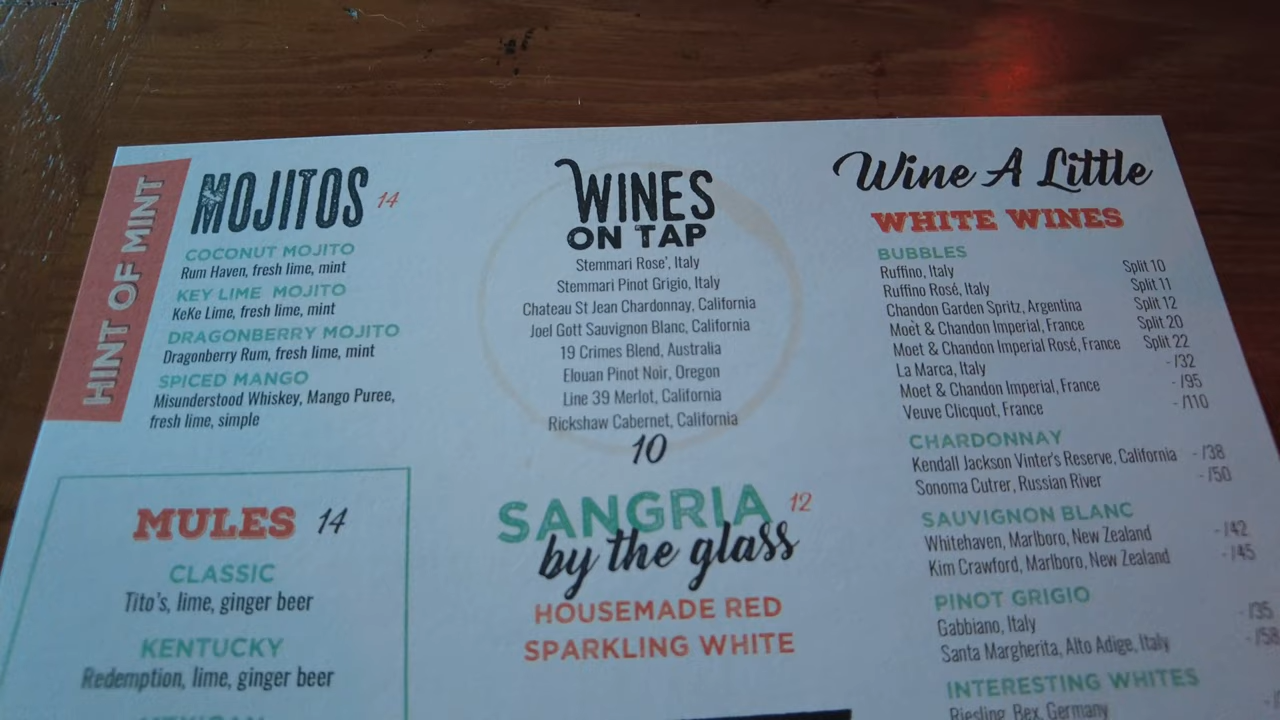 HINT OF MINT
MOJITOS 14
COCONUT MOJITO
Rum Haven, fresh lime, mint
KEY LIME MOJITO
KeKe Lime, fresh lime, mint
DRAGONBERRY MOJITO
Dragonberry Rum, fresh lime, mint
SPICED MANGO
Misunderstood Whiskey, Mango Puree,
fresh lime, simple
MULES 14
CLASSIC
Tito's, lime, ginger beer
KENTUCKY
Redemption, lime, ginger beer
WINES
ON TAP
Stemmari Rose', Italy
Stemmari Pinot Grigio, Italy
Chateau St Jean Chardonnay, California
Joel Gott Sauvignon Blanc, California
19 Crimes Blend, Australia
Elouan Pinot Noir, Oregon
Line 39 Merlot, California
Rickshaw Cabernet, California
10
SANGRIA 12
by the glass
HOUSEMADE RED
SPARKLING WHITE
Wine A Little
WHITE WINES
BUBBLES
Ruffino, Italy Split 10
Ruffino Rosé, Italy Split 11
Chandon Garden Spritz, Argentina Split 12
Moët & Chandon Imperial, France Split 20
Moet & Chandon Imperial Rosé, France Split 22
La Marca, Italy - /32
Moet & Chandon Imperial, France - /95
Veuve Clicquot, France - /110
CHARDONNAY
Kendall Jackson Vinter's Reserve, California - /38
Sonoma Cutrer, Russian River - /50
SAUVIGNON BLANC
Whitehaven, Marlboro, New Zealand - /42
Kim Crawford, Marlboro, New Zealand - /45
PINOT GRIGIO
Gabbiano, Italy - /35
Santa Margherita, Alto Adige, Italy - /58
INTERESTING WHITES
Riesling, Bex, Germany